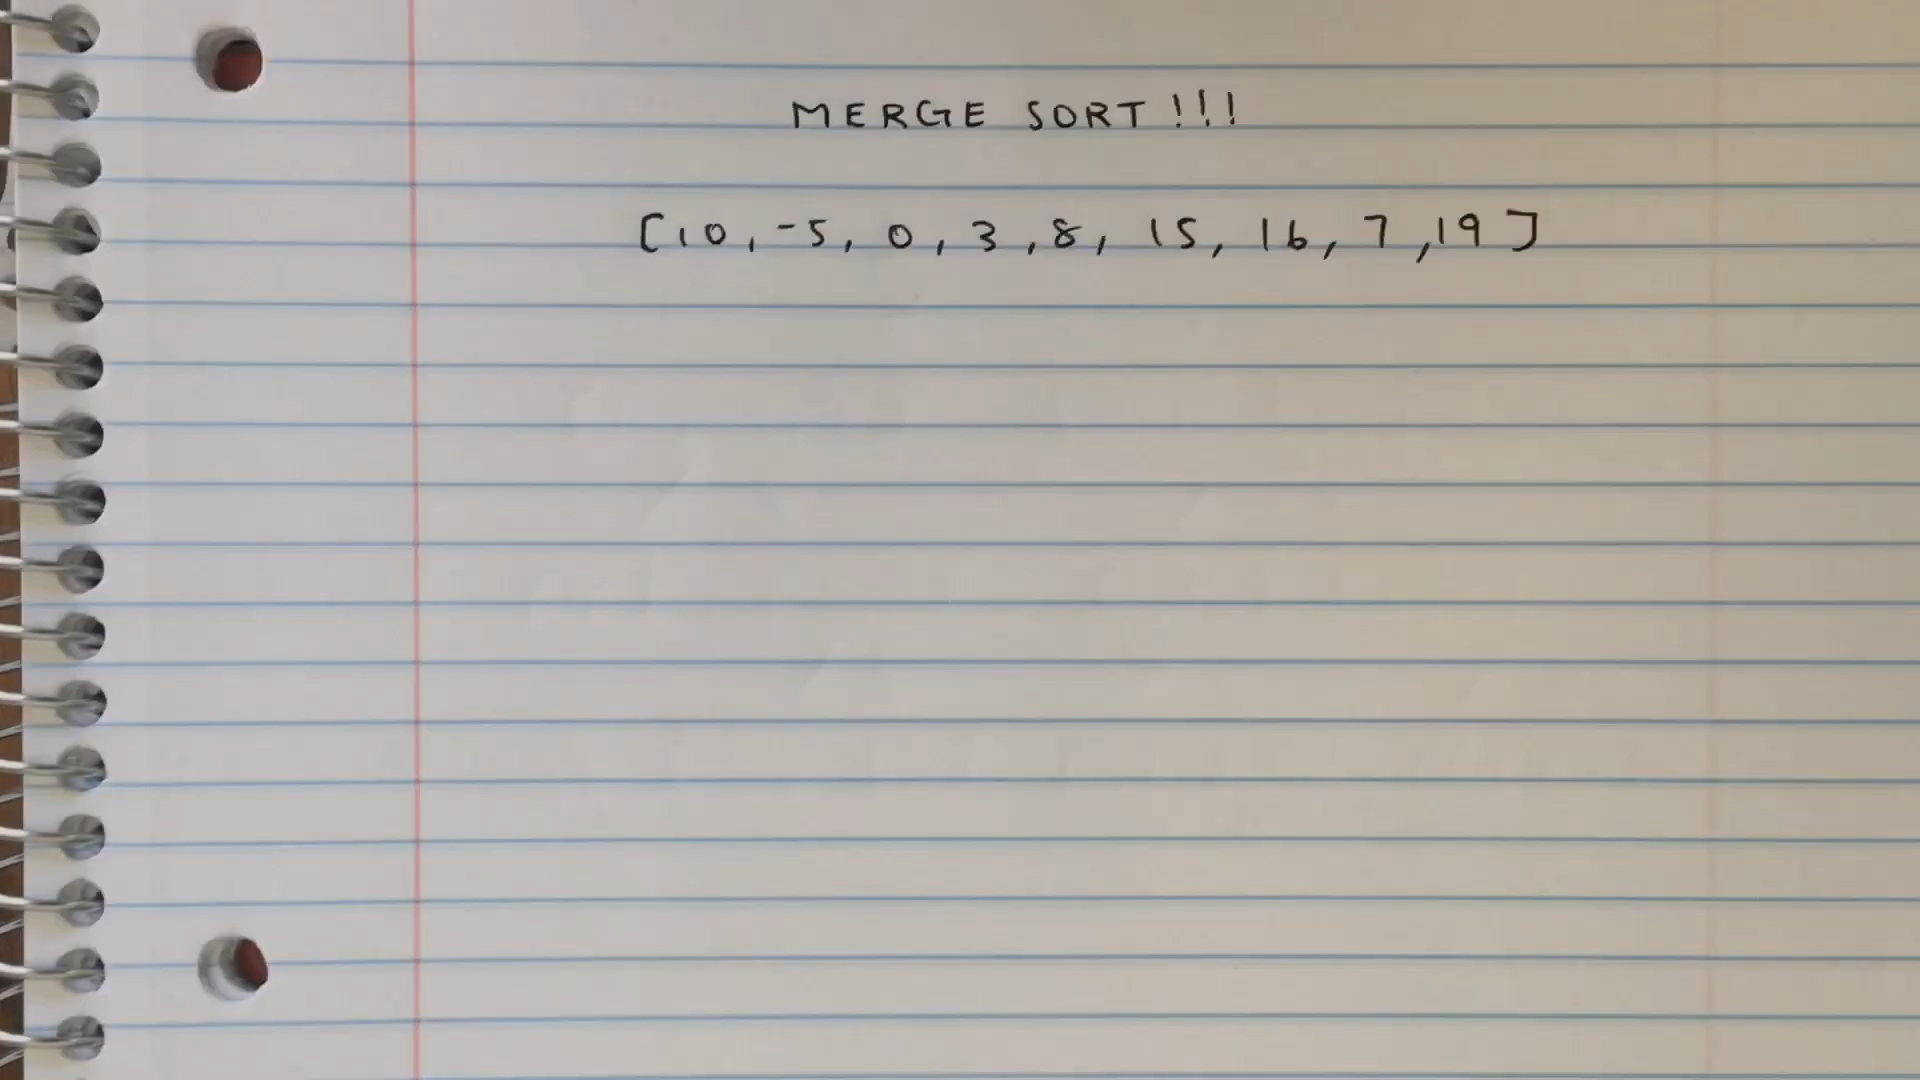 MERGE SORT!!!
[10, -5, 0, 3, 8, 15, 16, 7, 19]